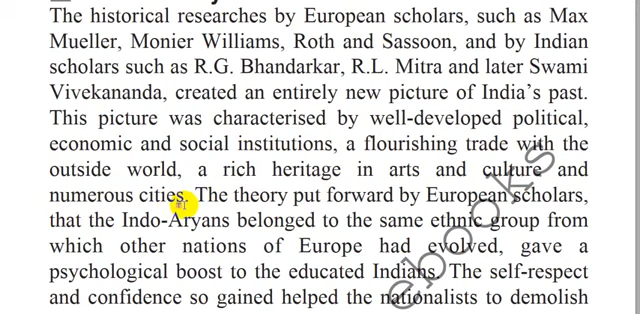 The historical researches by European scholars, such as Max
Mueller, Monier Williams, Roth and Sassoon, and by Indian
scholars such as R.G. Bhandarkar, R.L. Mitra and later Swami
Vivekananda, created an entirely new picture of India's past.
This picture was characterised by well-developed political,
economic and social institutions, a flourishing trade with the
outside world, a rich heritage in arts and culture and
numerous cities. The theory put forward by European scholars,
that the Indo-Aryans belonged to the same ethnic group from
which other nations of Europe had evolved, gave a
psychological boost to the educated Indians. The self-respect
and confidence so gained helped the nationalists to demolish
ebooks